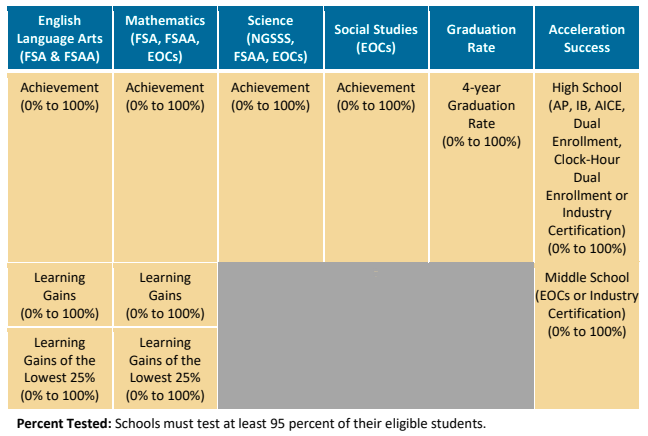 English
Language Arts
(FSA & FSAA)
Mathematics
(FSA, FSAA,
EOCs)
Science
(NGSSS,
FSAA, EOCs)
Social Studies
(EOCs)
Graduation
Rate
Acceleration
Success
Achievement
(0% to 100%)
Achievement
(0% to 100%)
Achievement
(0% to 100%)
Achievement
(0% to 100%)
4-year
Graduation
Rate
(0% to 100%)
High School
(AP, IB, AICE,
Dual
Enrollment,
Clock-Hour
Dual
Enrollment or
Industry
Certification)
(0% to 100%)
Learning
Gains
(0% to 100%)
Learning
Gains
(0% to 100%)
Middle School
(EOCs or Industry
Certification)
(0% to 100%)
Learning
Gains of the
Lowest 25%
(0% to 100%)
Learning
Gains of the
Lowest 25%
(0% to 100%)
Percent Tested: Schools must test at least 95 percent of their eligible students.